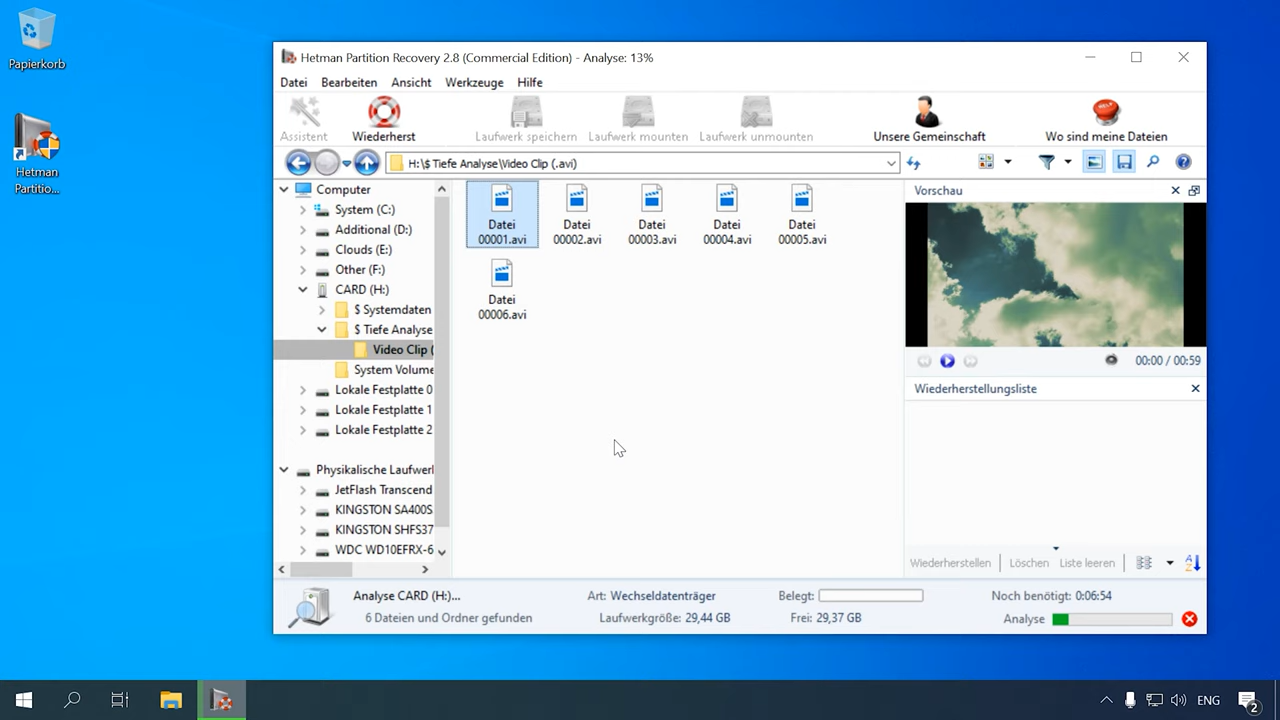 Papierkorb
Hetman
Partitio...
Hetman Partition Recovery 2.8 (Commercial Edition) - Analyse: 13%
Datei Bearbeiten Ansicht Werkzeuge Hilfe
Assistent Wiederherst Laufwerk speichern Laufwerk mounten Laufwerk unmounten Unsere Gemeinschaft HELP Wo sind meine Dateien
H:\$ Tiefe Analyse\Video Clip (.avi)
Computer
System (C:)
Additional (D:)
Clouds (E:)
Other (F:)
CARD (H:)
$ Systemdaten
$ Tiefe Analyse
Video Clip (
System Volume
Lokale Festplatte 0
Lokale Festplatte 1
Lokale Festplatte 2
Physikalische Laufwerl
JetFlash Transcend
KINGSTON SA400S
KINGSTON SHFS37
WDC WD10EFRX-6
Datei
00001.avi
Datei
00002.avi
Datei
00003.avi
Datei
00004.avi
Datei
00005.avi
Datei
00006.avi
Vorschau
00:00 / 00:59
Wiederherstellungsliste
Wiederherstellen Löschen Liste leeren
Analyse CARD (H:)... Art: Wechseldatenträger Belegt: Noch benötigt: 0:06:54
6 Dateien und Ordner gefunden Laufwerkgröße: 29,44 GB Frei: 29,37 GB Analyse
ENG
2